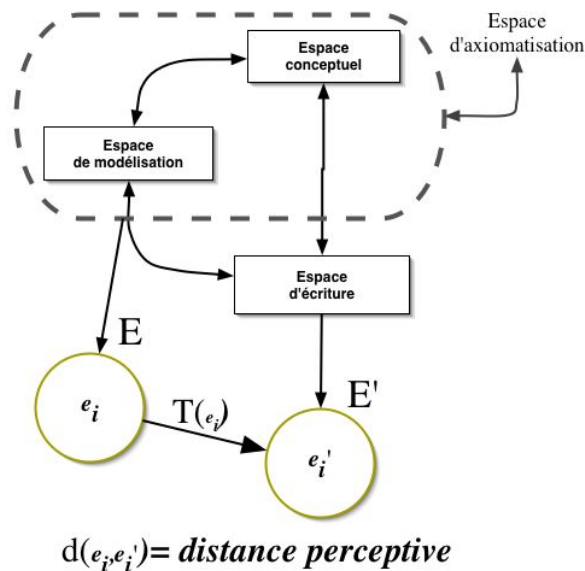 Espace
conceptuel
Espace
d'axiomatisation
Espace
de modélisation
Espace
d'écriture
E
E'
e_i
T(e_i)
e_i'
d(e_i,e_i')= distance perceptive